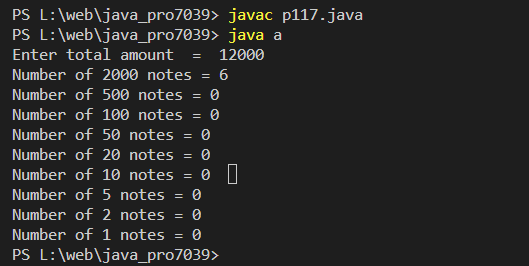 PS L:\web\java_pro7039> javac p117.java
PS L:\web\java_pro7039> java a
Enter total amount  =  12000
Number of 2000 notes = 6
Number of 500 notes = 0
Number of 100 notes = 0
Number of 50 notes = 0
Number of 20 notes = 0
Number of 10 notes = 0
Number of 5 notes = 0
Number of 2 notes = 0
Number of 1 notes = 0
PS L:\web\java_pro7039>